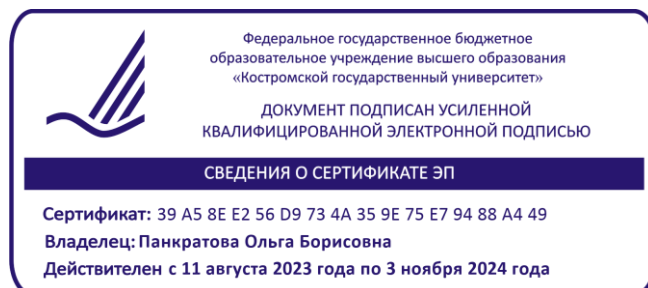 Федеральное государственное бюджетное
образовательное учреждение высшего образования
«Костромской государственный университет»
ДОКУМЕНТ ПОДПИСАН УСИЛЕННОЙ
КВАЛИФИЦИРОВАННОЙ ЭЛЕКТРОННОЙ ПОДПИСЬЮ
СВЕДЕНИЯ О СЕРТИФИКАТЕ ЭП
Сертификат: 39 A5 8E E2 56 D9 73 4A 35 9E 75 E7 94 88 A4 49
Владелец: Панкратова Ольга Борисовна
Действителен с 11 августа 2023 года по 3 ноября 2024 года